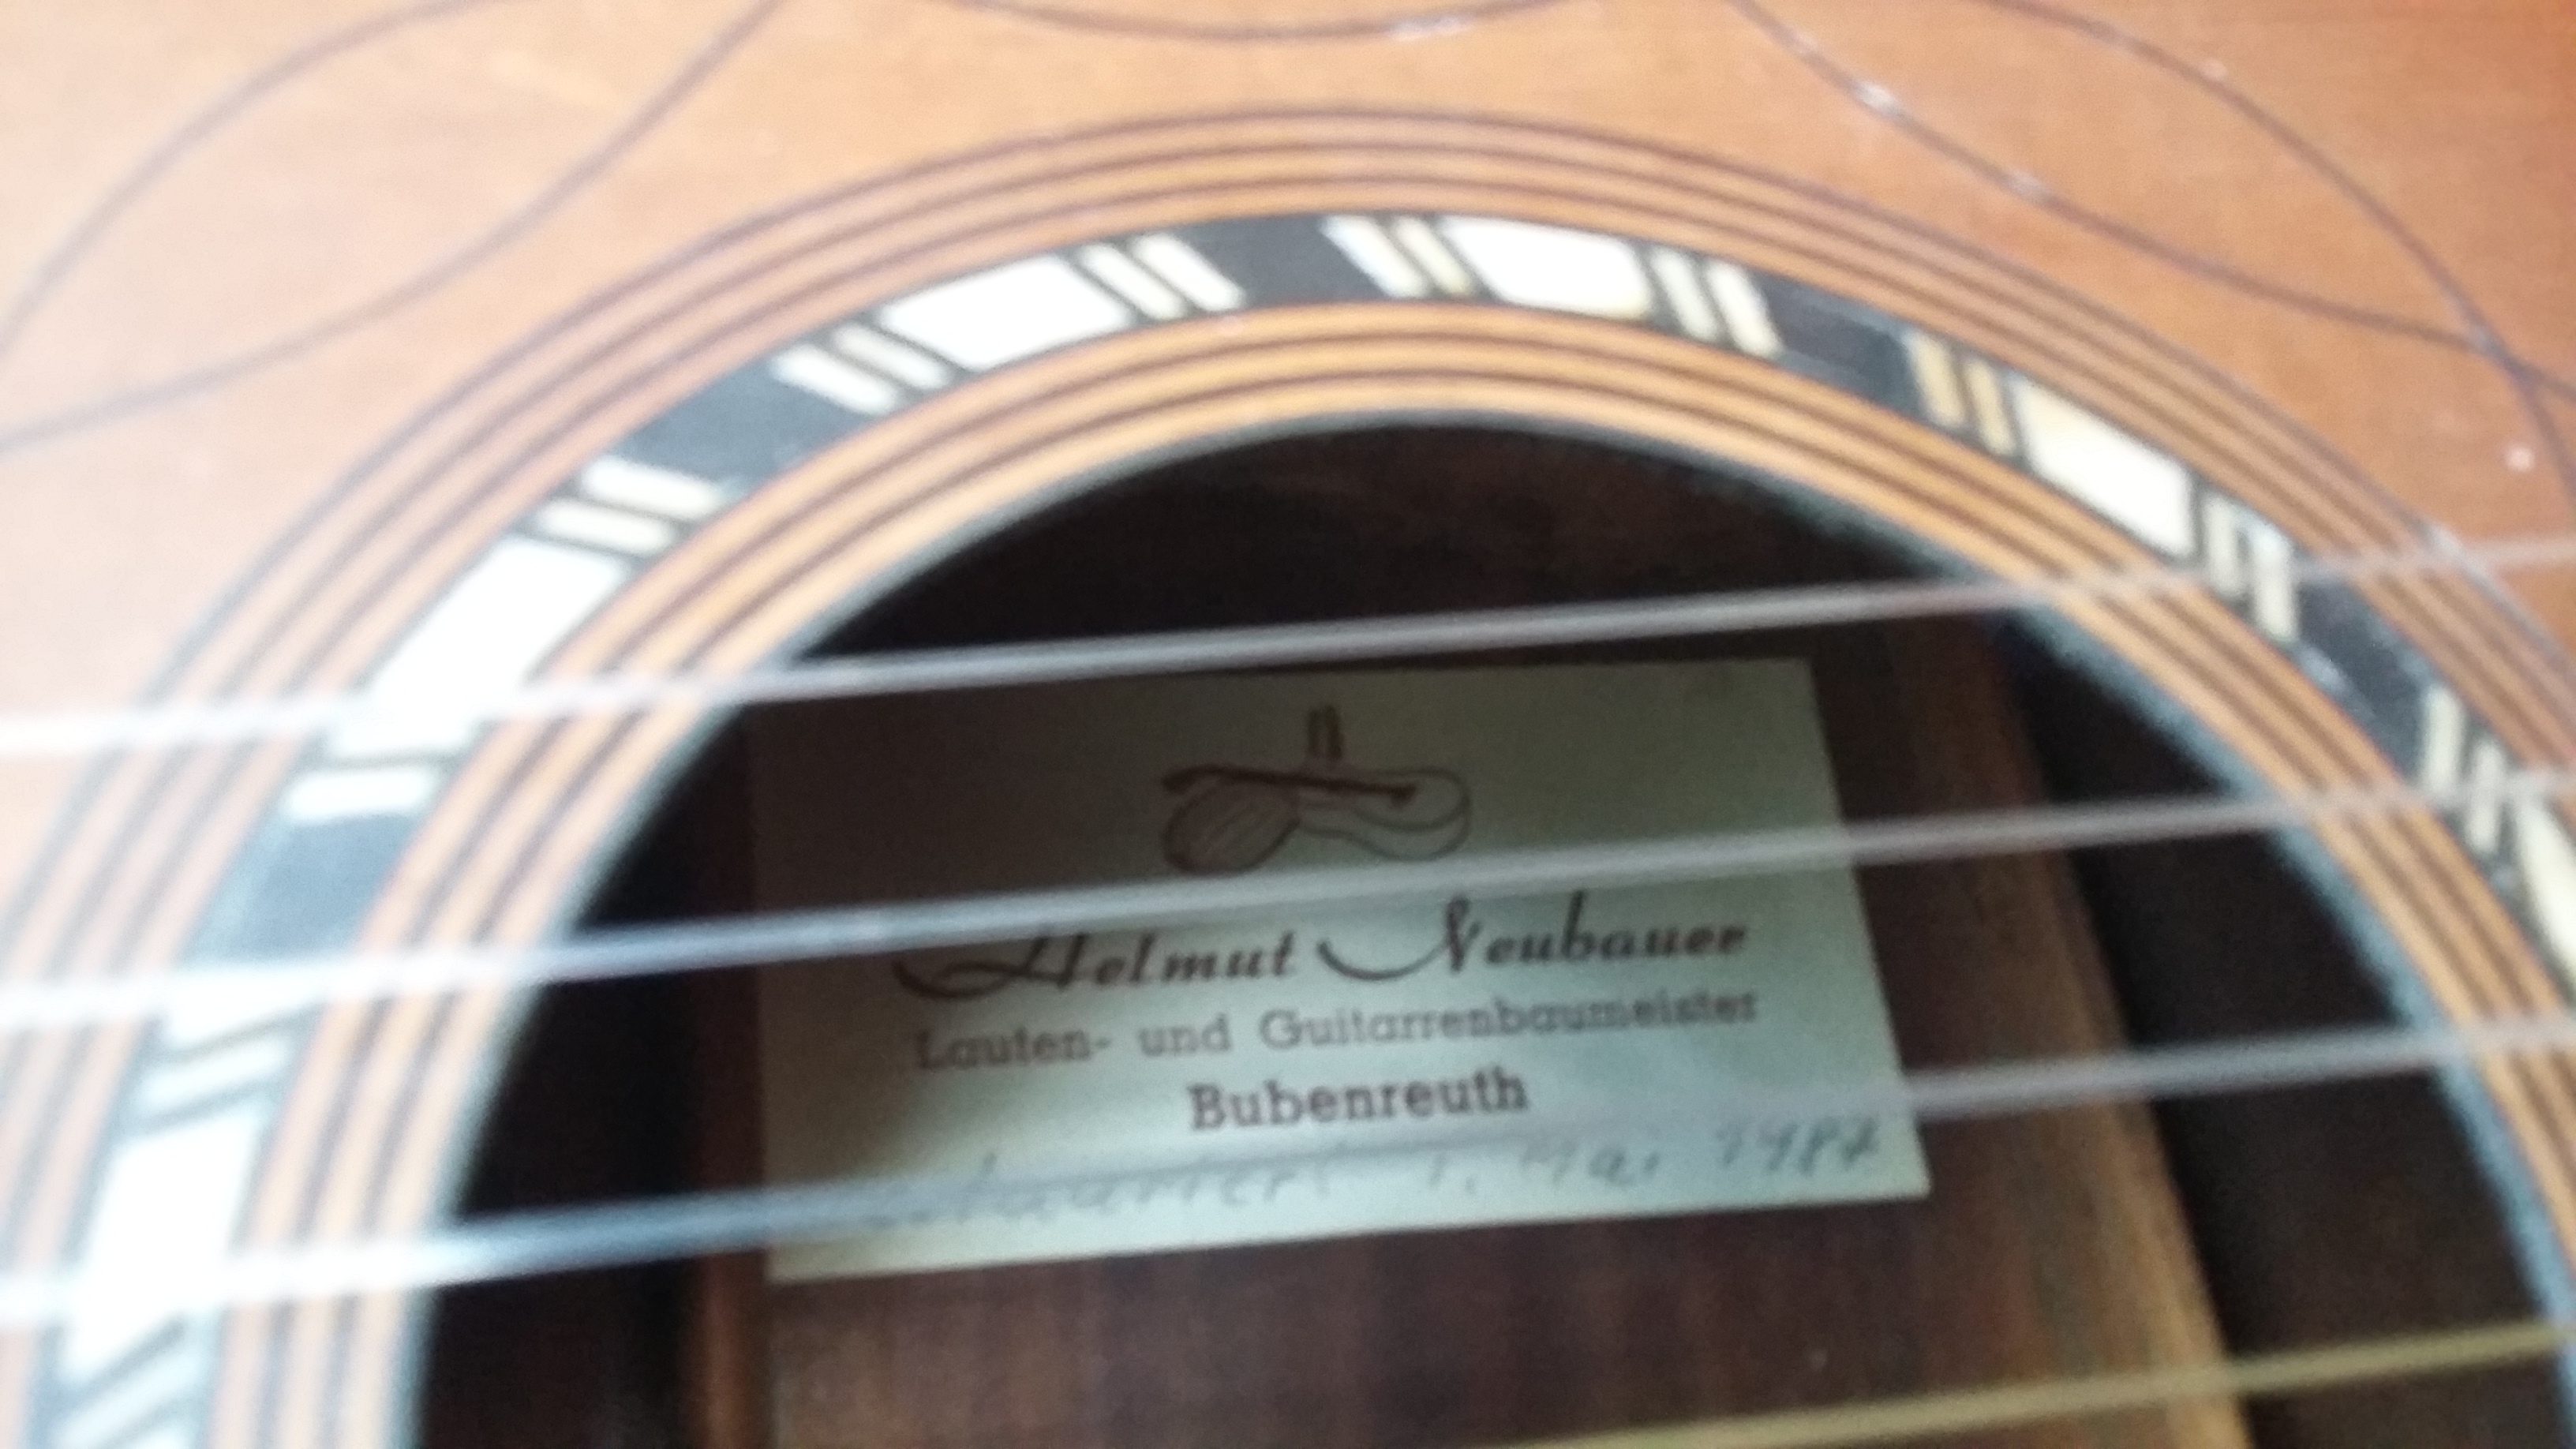 Helmut Neubauer
Lauten- und Guitarrenbaumeister
Bubenreuth
1. Mai